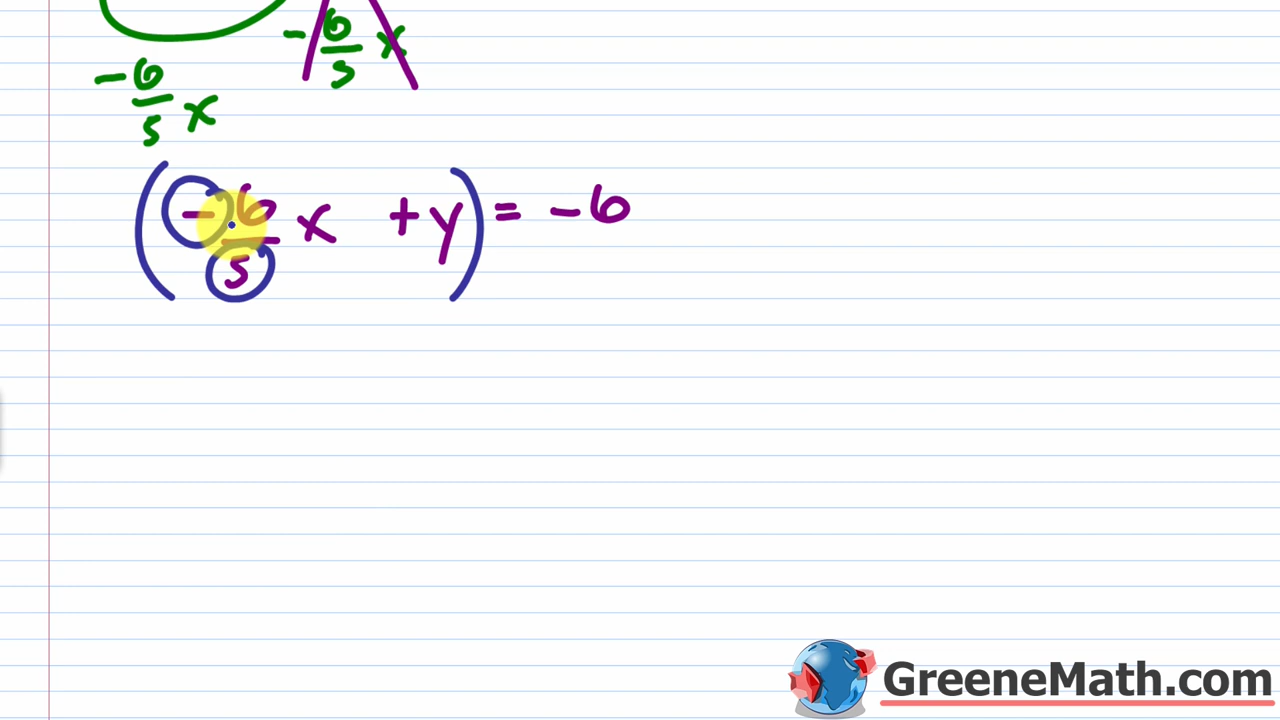 - 6/5 x
- 6/5 x
( - 6/5 x + y ) = -6
GreeneMath.com